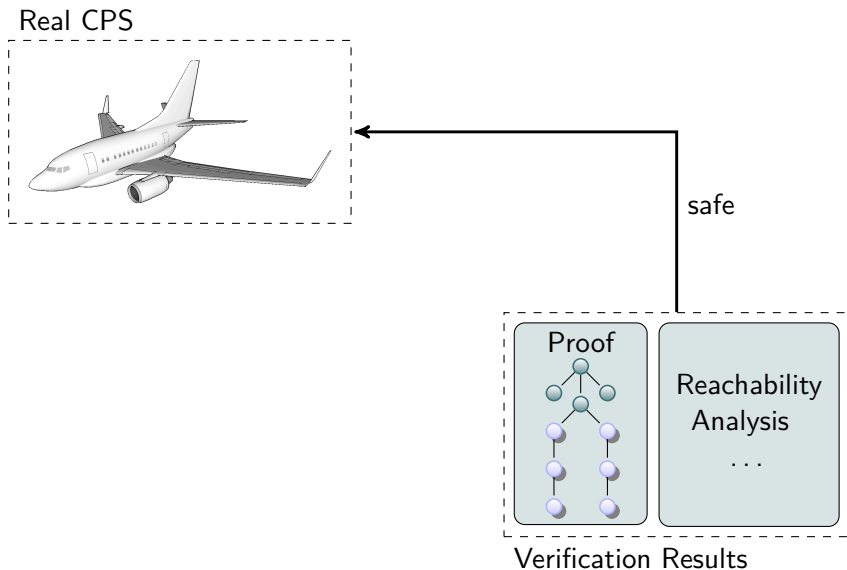 Real CPS
safe
Proof
Reachability
Analysis
. . .
Verification Results